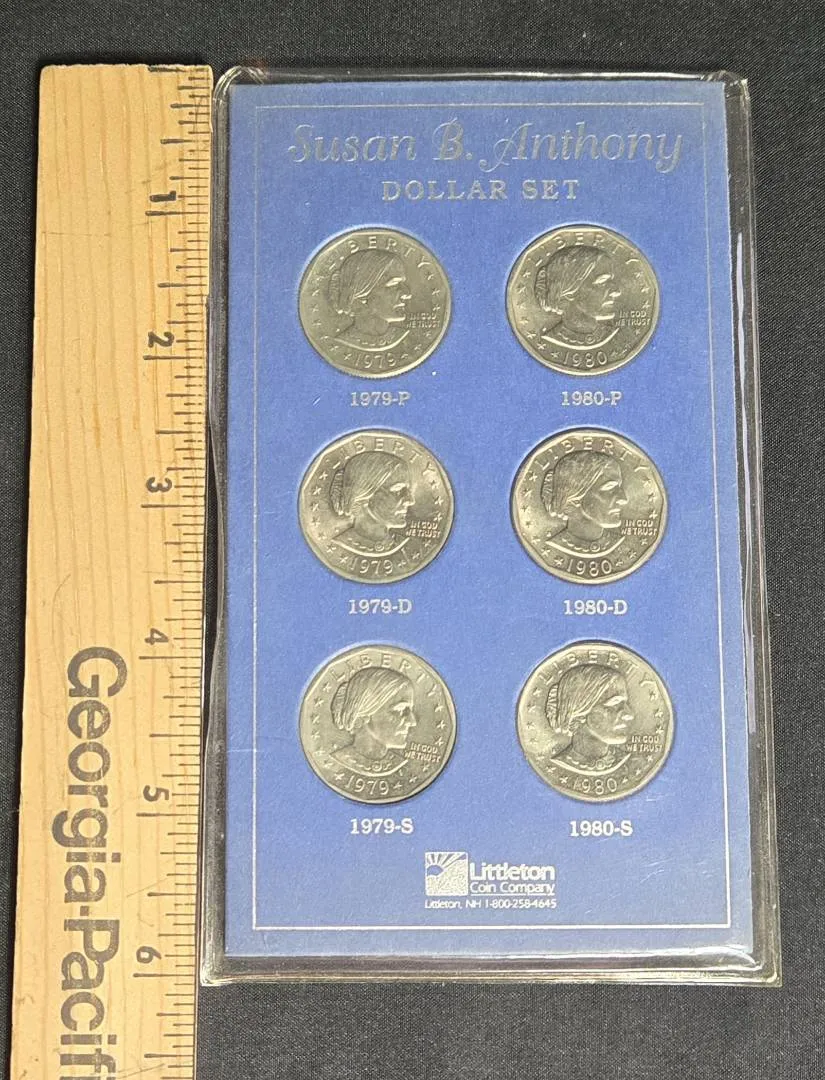 Susan B. Anthony
DOLLAR SET
LIBERTY
IN GOD
WE TRUST
1979
LIBERTY
IN GOD
WE TRUST
1980
1979-P
1980-P
LIBERTY
IN GOD
WE TRUST
1979
LIBERTY
IN GOD
WE TRUST
1980
1979-D
1980-D
LIBERTY
IN GOD
WE TRUST
1979
LIBERTY
IN GOD
WE TRUST
1980
1979-S
1980-S
Littleton
Coin Company
Littleton, NH 1-800-258-4645
1
2
3
4
5
6
Georgia-Pacifi